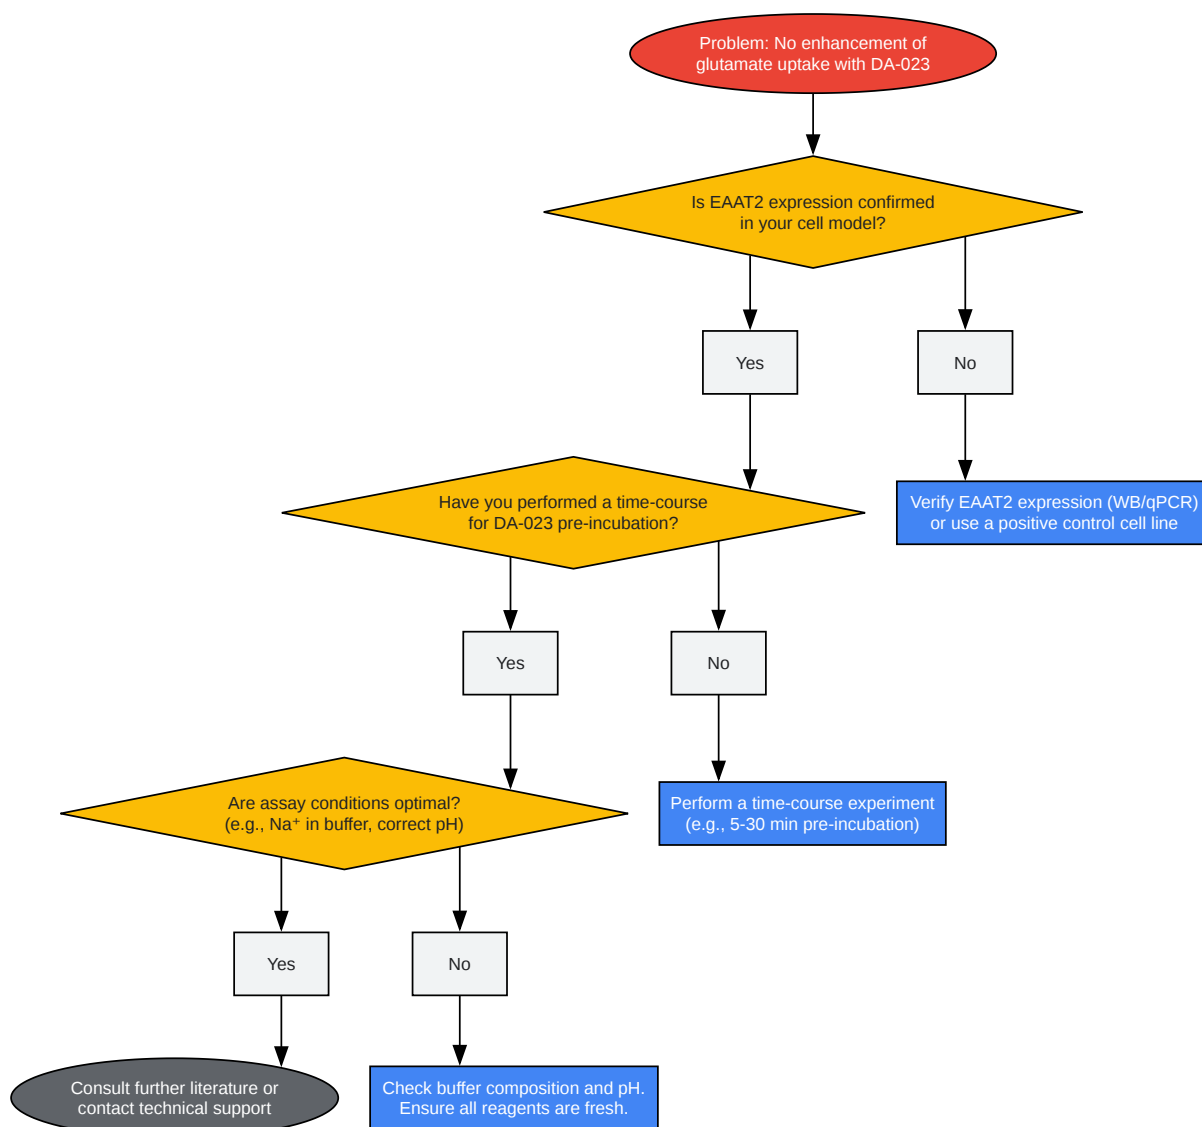 Problem: No enhancement of
glutamate uptake with DA-023
Is EAAT2 expression confirmed
in your cell model?
Yes
No
Have you performed a time-course
for DA-023 pre-incubation?
Verify EAAT2 expression (WB/qPCR)
or use a positive control cell line
Yes
No
Are assay conditions optimal?
(e.g., Na⁺ in buffer, correct pH)
Perform a time-course experiment
(e.g., 5-30 min pre-incubation)
Yes
No
Consult further literature or
contact technical support
Check buffer composition and pH.
Ensure all reagents are fresh.